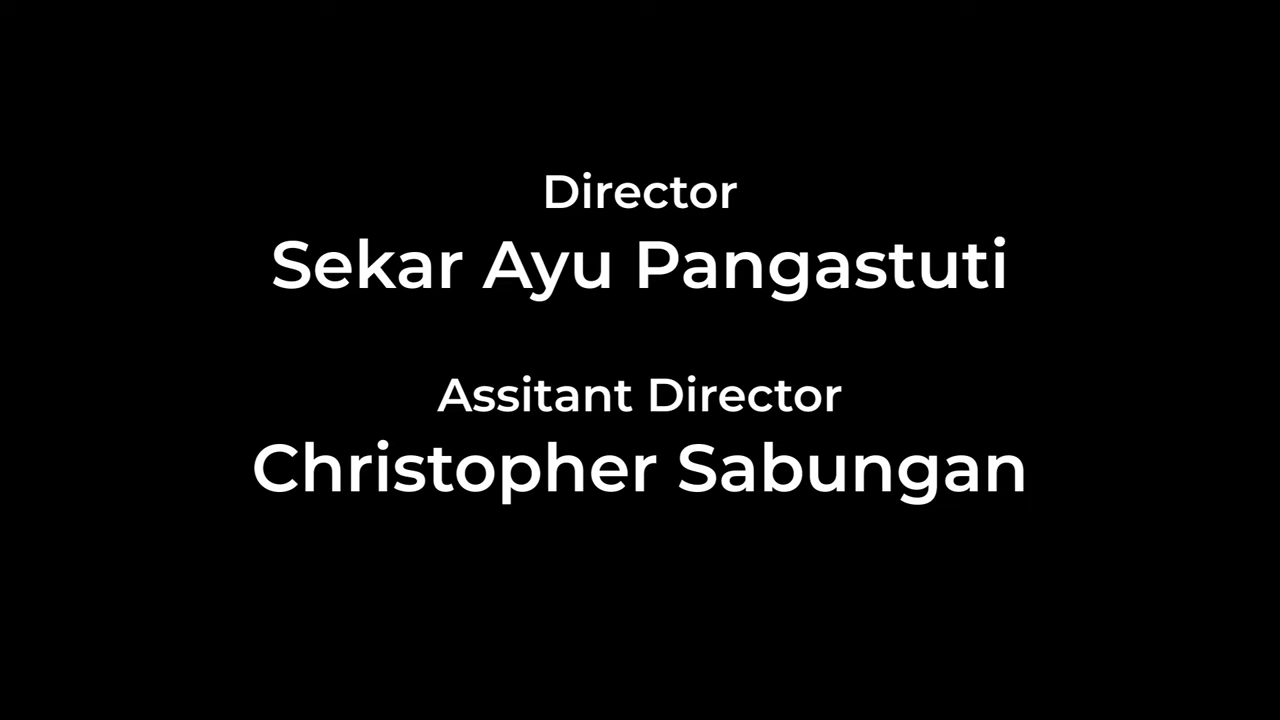 Director
Sekar Ayu Pangastuti
Assitant Director
Christopher Sabungan